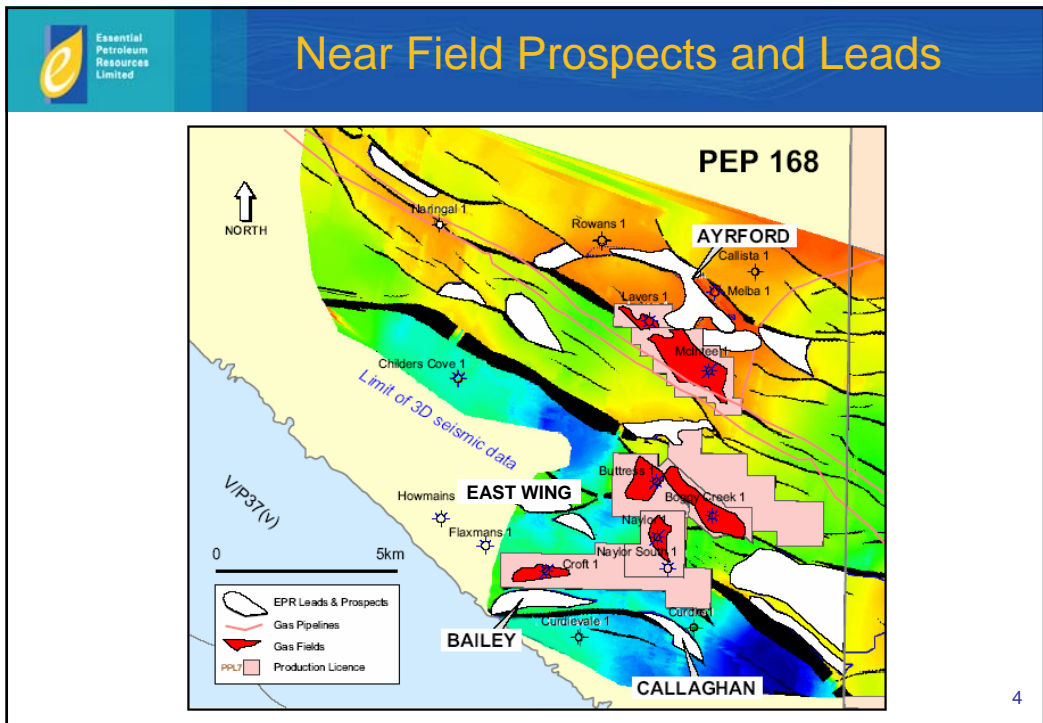 Essential
Petroleum
Resources
Limited
Near Field Prospects and Leads
PEP 168
NORTH
Naringal 1
Rowans 1
AYRFORD
Callista 1
Melba 1
Lavers 1
McIntee 1
Childers Cove 1
Limit of 3D seismic data
Buttress 1
Boggy Creek 1
EAST WING
Howmains
V/P37(v)
Flaxmans 1
Naylor 1
Naylor South 1
0 5km
Croft 1
EPR Leads & Prospects
Gas Pipelines
Gas Fields
PPL7 Production Licence
Curdievale 1
BAILEY
CALLAGHAN
4